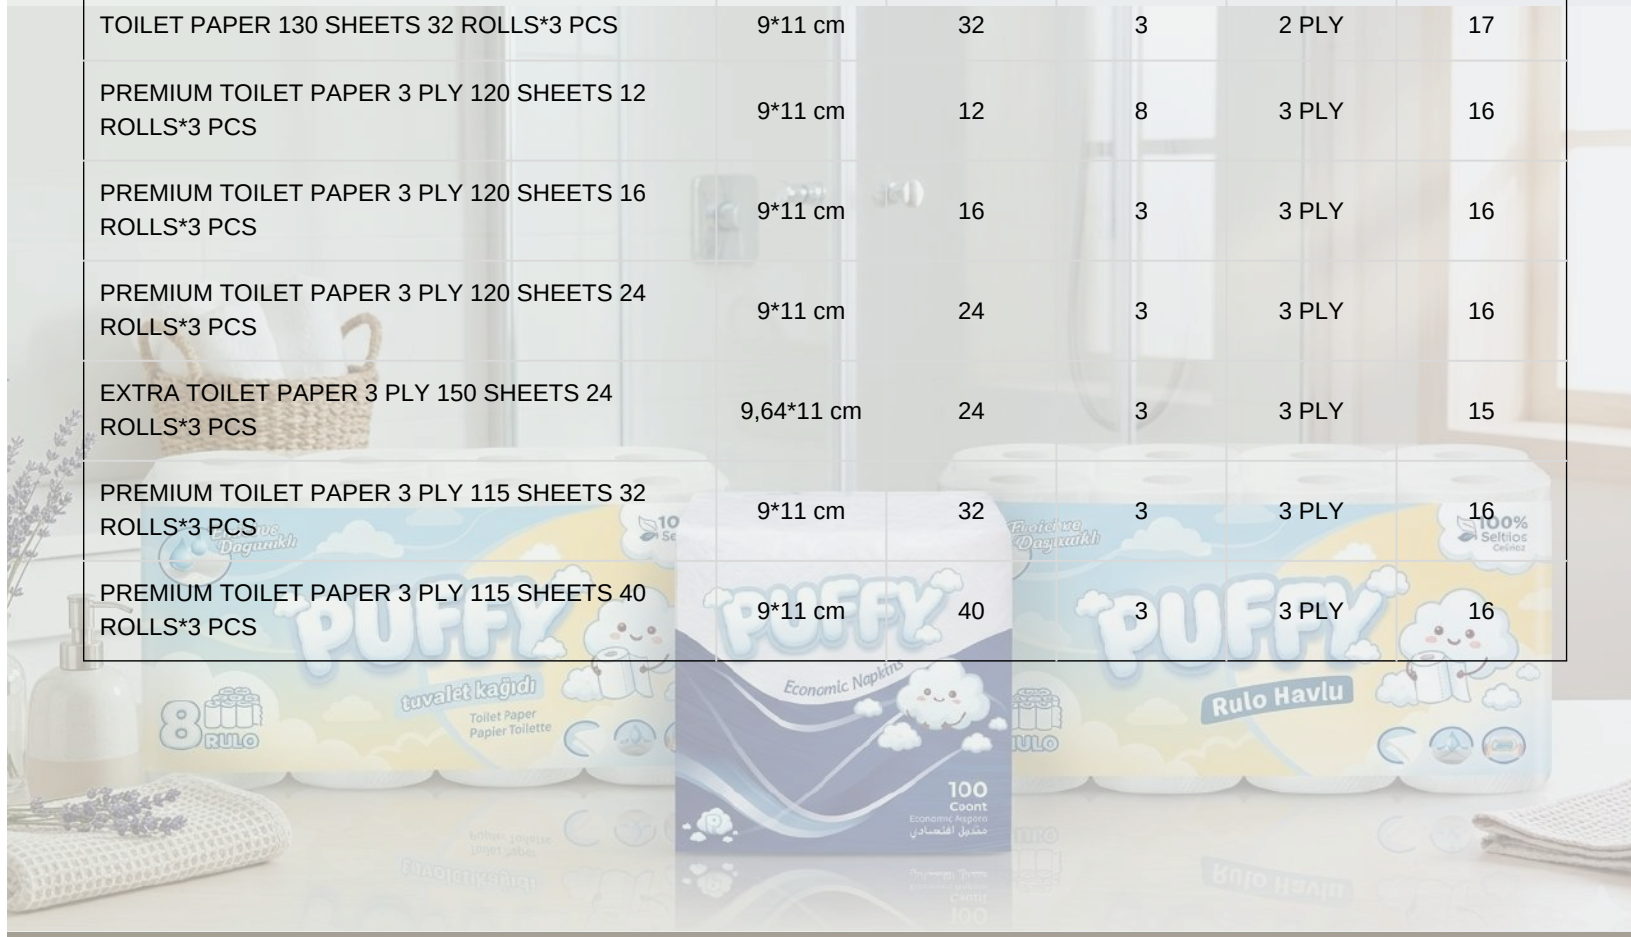 TOILET PAPER 130 SHEETS 32 ROLLS*3 PCS 9*11 cm 32 3 2 PLY 17
PREMIUM TOILET PAPER 3 PLY 120 SHEETS 12
ROLLS*3 PCS 9*11 cm 12 8 3 PLY 16
PREMIUM TOILET PAPER 3 PLY 120 SHEETS 16
ROLLS*3 PCS 9*11 cm 16 3 3 PLY 16
PREMIUM TOILET PAPER 3 PLY 120 SHEETS 24
ROLLS*3 PCS 9*11 cm 24 3 3 PLY 16
EXTRA TOILET PAPER 3 PLY 150 SHEETS 24
ROLLS*3 PCS 9,64*11 cm 24 3 3 PLY 15
PREMIUM TOILET PAPER 3 PLY 115 SHEETS 32
ROLLS*3 PCS 9*11 cm 32 3 3 PLY 16
PREMIUM TOILET PAPER 3 PLY 115 SHEETS 40
ROLLS*3 PCS 9*11 cm 40 3 3 PLY 16
100%
Seltios
PUFFY
tuvalet kağıdı
Toilet Paper
Papier Toilette
8
RULO
PUFFY
Economic Napkins
100
Coont
PUFFY
Rulo Havlu